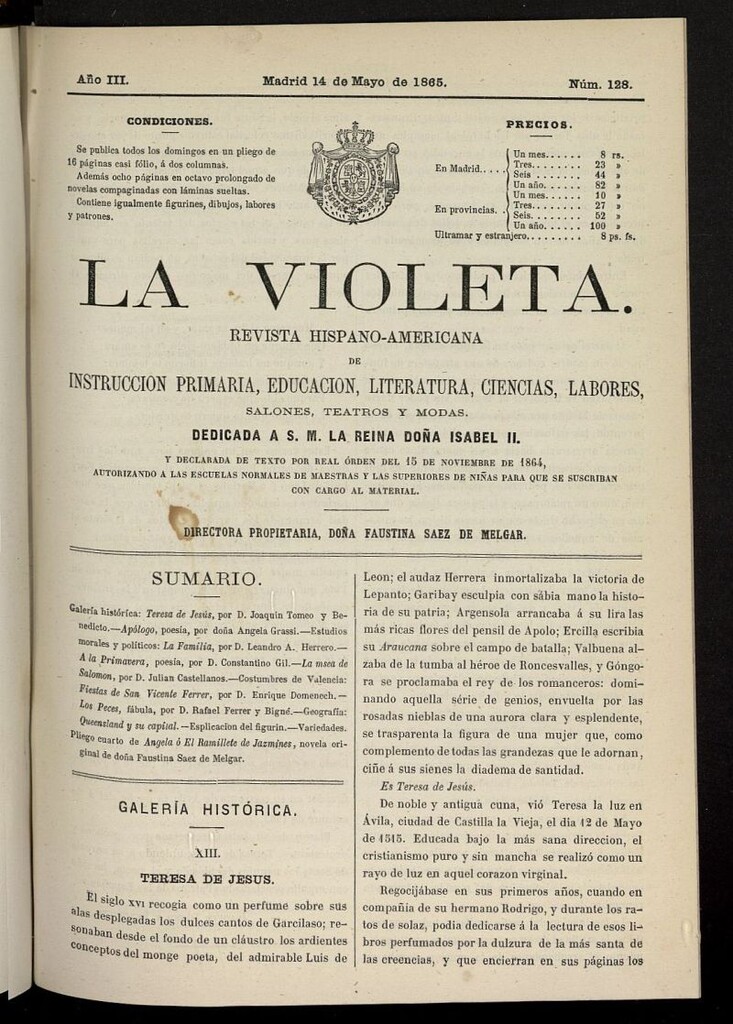 Año III.
Madrid 14 de Mayo de 1865.
Núm. 128.
CONDICIONES.
Se publica todos los domingos en un pliego de
16 páginas casi fólio, á dos columnas.
Además ocho páginas en octavo prolongado de
novelas compaginadas con láminas sueltas.
Contiene igualmente figurines, dibujos, labores
y patrones.
PRECIOS.
En Madrid....
Un mes...... 8 rs.
Tres........ 23 »
Seis ....... 44 »
Un año...... 82 »
En provincias.
Un mes...... 10 »
Tres........ 27 »
Seis........ 52 »
Un año..... 100 »
Ultramar y estranjero........ 8 ps. fs.
LA VIOLETA.
REVISTA HISPANO-AMERICANA
DE
INSTRUCCION PRIMARIA, EDUCACION, LITERATURA, CIENCIAS, LABORES,
SALONES, TEATROS Y MODAS.
DEDICADA A S. M. LA REINA DOÑA ISABEL II.
Y DECLARADA DE TEXTO POR REAL ÓRDEN DEL 15 DE NOVIEMBRE DE 1864,
AUTORIZANDO A LAS ESCUELAS NORMALES DE MAESTRAS Y LAS SUPERIORES DE NIÑAS PARA QUE SE SUSCRIBAN
CON CARGO AL MATERIAL.
DIRECTORA PROPIETARIA, DOÑA FAUSTINA SAEZ DE MELGAR.
SUMARIO.
Galería histórica: Teresa de Jesús, por D. Joaquin Tomeo y Be-
nedicto.—Apólogo, poesía, por doña Angela Grassi.—Estudios
morales y políticos: La Familia, por D. Leandro A. Herrero.—
A la Primavera, poesía, por D. Constantino Gil.—La mesa de
Salomon, por D. Julian Castellanos.—Costumbres de Valencia:
Fiestas de San Vicente Ferrer, por D. Enrique Domenech.—
Los Peces, fábula, por D. Rafael Ferrer y Bigné.—Geografía:
Queensland y su capital.—Esplicacion del figurin.—Variedades.
Pliego cuarto de Angela ó El Ramillete de Jazmines, novela ori-
ginal de doña Faustina Saez de Melgar.
GALERÍA HISTÓRICA.
XIII.
TERESA DE JESUS.
El siglo XVI recogia como un perfume sobre sus
alas desplegadas los dulces cantos de Garcilaso; re-
sonaban desde el fondo de un cláustro los ardientes
conceptos del monge poeta, del admirable Luis de
Leon; el audaz Herrera inmortalizaba la victoria de
Lepanto; Garibay esculpia con sábia mano la histo-
ria de su patria; Argensola arrancaba á su lira las
más ricas flores del pensil de Apolo; Ercilla escribia
su Araucana sobre el campo de batalla; Valbuena al-
zaba de la tumba al héroe de Roncesvalles, y Góngo-
ra se proclamaba el rey de los romanceros: domi-
nando aquella série de genios, envuelta por las
rosadas nieblas de una aurora clara y esplendente,
se trasparenta la figura de una mujer que, como
complemento de todas las grandezas que le adornan,
ciñe á sus sienes la diadema de santidad.
Es Teresa de Jesús.
De noble y antigua cuna, vió Teresa la luz en
Ávila, ciudad de Castilla la Vieja, el dia 12 de Mayo
de 1515. Educada bajo la más sana direccion, el
cristianismo puro y sin mancha se realizó como un
rayo de luz en aquel corazon virginal.
Regocijábase en sus primeros años, cuando en
compañía de su hermano Rodrigo, y durante los ra-
tos de solaz, podia dedicarse á la lectura de esos li-
bros perfumados por la dulzura de la más santa de
las creencias, y que encierran en sus páginas los